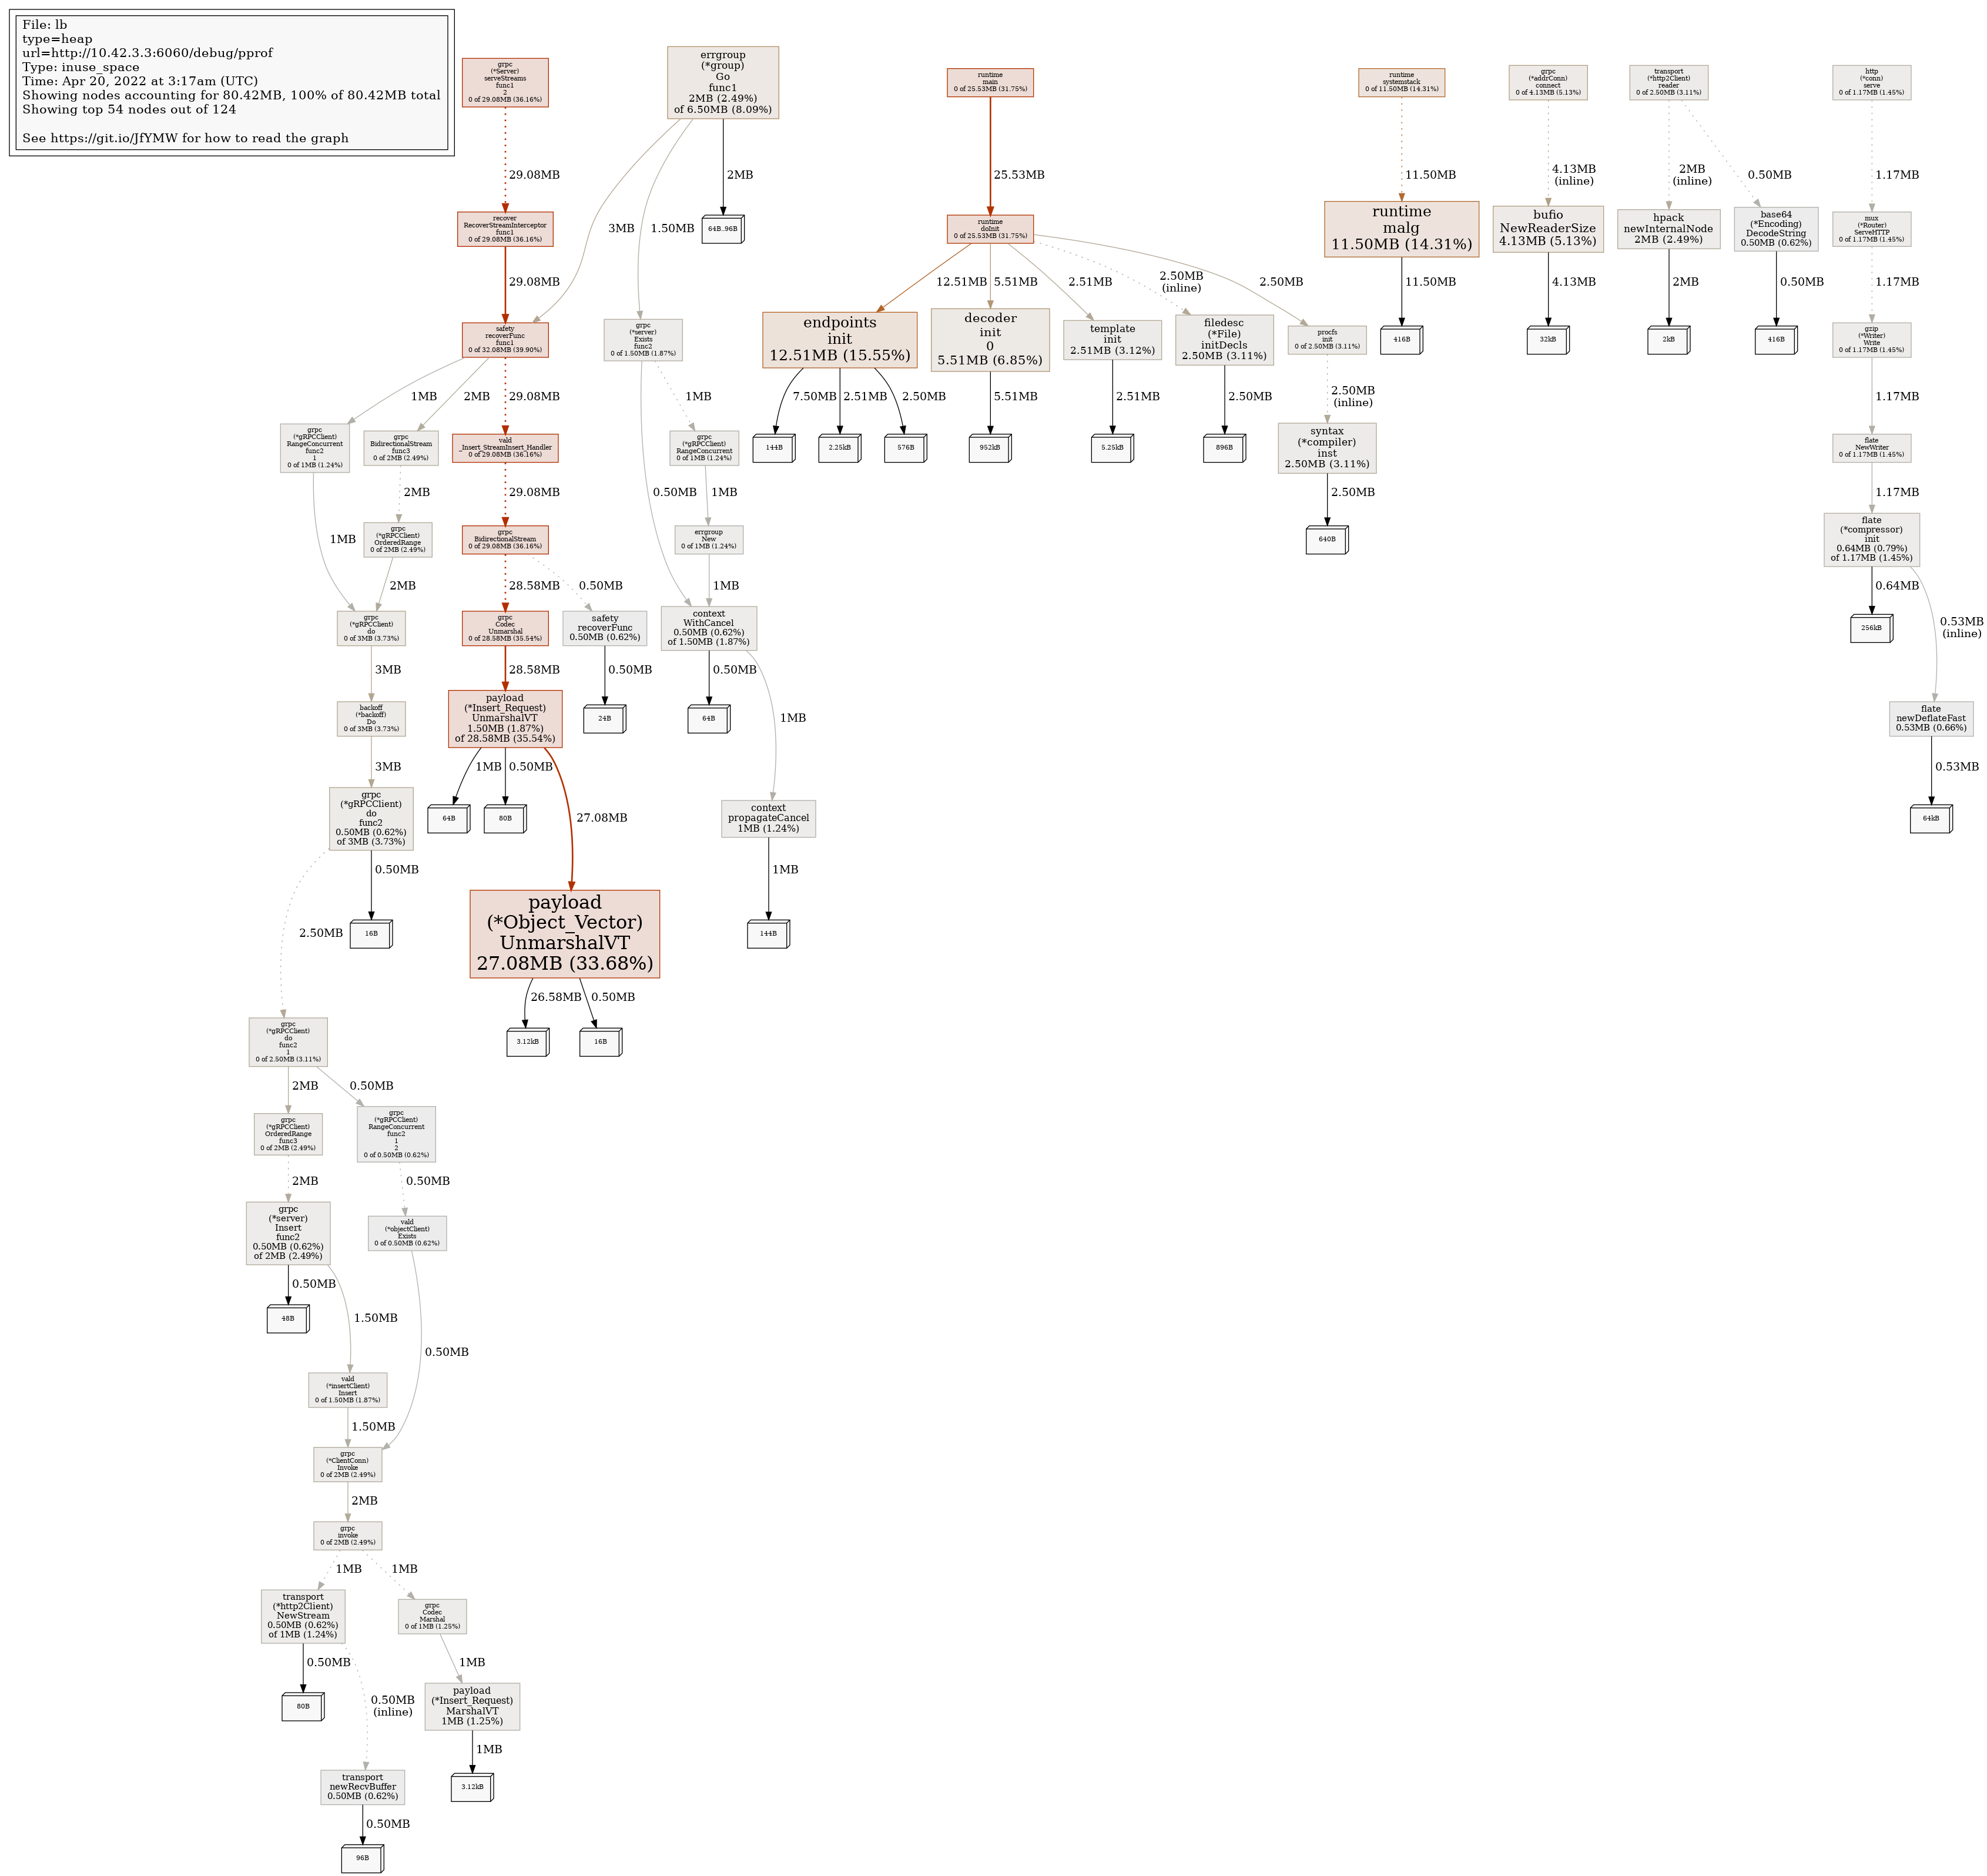 File: lb
type=heap
url=http://10.42.3.3:6060/debug/pprof
Type: inuse_space
Time: Apr 20, 2022 at 3:17am (UTC)
Showing nodes accounting for 80.42MB, 100% of 80.42MB total
Showing top 54 nodes out of 124
See https://git.io/JfYMW for how to read the graph
grpc
(*Server)
serveStreams
func1
2
0 of 29.08MB (36.16%)
errgroup
(*group)
Go
func1
2MB (2.49%)
of 6.50MB (8.09%)
runtime
main
0 of 25.53MB (31.75%)
runtime
systemstack
0 of 11.50MB (14.31%)
grpc
(*addrConn)
connect
0 of 4.13MB (5.13%)
transport
(*http2Client)
reader
0 of 2.50MB (3.11%)
http
(*conn)
serve
0 of 1.17MB (1.45%)
29.08MB
3MB
1.50MB
2MB
25.53MB
11.50MB
4.13MB
(inline)
2MB
(inline)
0.50MB
1.17MB
recover
RecoverStreamInterceptor
func1
0 of 29.08MB (36.16%)
64B..96B
runtime
doInit
0 of 25.53MB (31.75%)
runtime
malg
11.50MB (14.31%)
bufio
NewReaderSize
4.13MB (5.13%)
hpack
newInternalNode
2MB (2.49%)
base64
(*Encoding)
DecodeString
0.50MB (0.62%)
mux
(*Router)
ServeHTTP
0 of 1.17MB (1.45%)
29.08MB
12.51MB
5.51MB
2.51MB
2.50MB
(inline)
2.50MB
11.50MB
4.13MB
2MB
0.50MB
1.17MB
safety
recoverFunc
func1
0 of 32.08MB (39.90%)
grpc
(*server)
Exists
func2
0 of 1.50MB (1.87%)
endpoints
init
12.51MB (15.55%)
decoder
init
0
5.51MB (6.85%)
template
init
2.51MB (3.12%)
filedesc
(*File)
initDecls
2.50MB (3.11%)
procfs
init
0 of 2.50MB (3.11%)
416B
32kB
2kB
416B
gzip
(*Writer)
Write
0 of 1.17MB (1.45%)
1MB
2MB
29.08MB
0.50MB
1MB
7.50MB
2.51MB
2.50MB
5.51MB
2.51MB
2.50MB
2.50MB
(inline)
1.17MB
grpc
(*gRPCClient)
RangeConcurrent
func2
1
0 of 1MB (1.24%)
grpc
BidirectionalStream
func3
0 of 2MB (2.49%)
vald
_Insert_StreamInsert_Handler
0 of 29.08MB (36.16%)
grpc
(*gRPCClient)
RangeConcurrent
0 of 1MB (1.24%)
144B
2.25kB
576B
952kB
5.25kB
896B
syntax
(*compiler)
inst
2.50MB (3.11%)
flate
NewWriter
0 of 1.17MB (1.45%)
1MB
2MB
29.08MB
1MB
2.50MB
1.17MB
grpc
(*gRPCClient)
OrderedRange
0 of 2MB (2.49%)
grpc
BidirectionalStream
0 of 29.08MB (36.16%)
errgroup
New
0 of 1MB (1.24%)
640B
flate
(*compressor)
init
0.64MB (0.79%)
of 1.17MB (1.45%)
2MB
28.58MB
0.50MB
1MB
0.64MB
0.53MB
(inline)
grpc
(*gRPCClient)
do
0 of 3MB (3.73%)
grpc
Codec
Unmarshal
0 of 28.58MB (35.54%)
safety
recoverFunc
0.50MB (0.62%)
context
WithCancel
0.50MB (0.62%)
of 1.50MB (1.87%)
256kB
3MB
28.58MB
0.50MB
0.50MB
1MB
backoff
(*backoff)
Do
0 of 3MB (3.73%)
payload
(*Insert_Request)
UnmarshalVT
1.50MB (1.87%)
of 28.58MB (35.54%)
24B
64B
flate
newDeflateFast
0.53MB (0.66%)
3MB
1MB
0.50MB
27.08MB
0.53MB
grpc
(*gRPCClient)
do
func2
0.50MB (0.62%)
of 3MB (3.73%)
64B
80B
context
propagateCancel
1MB (1.24%)
64kB
2.50MB
0.50MB
1MB
16B
payload
(*Object_Vector)
UnmarshalVT
27.08MB (33.68%)
144B
26.58MB
0.50MB
grpc
(*gRPCClient)
do
func2
1
0 of 2.50MB (3.11%)
3.12kB
16B
2MB
0.50MB
grpc
(*gRPCClient)
OrderedRange
func3
0 of 2MB (2.49%)
grpc
(*gRPCClient)
RangeConcurrent
func2
1
2
0 of 0.50MB (0.62%)
2MB
0.50MB
grpc
(*server)
Insert
func2
0.50MB (0.62%)
of 2MB (2.49%)
vald
(*objectClient)
Exists
0 of 0.50MB (0.62%)
0.50MB
1.50MB
0.50MB
48B
vald
(*insertClient)
Insert
0 of 1.50MB (1.87%)
1.50MB
grpc
(*ClientConn)
Invoke
0 of 2MB (2.49%)
2MB
grpc
invoke
0 of 2MB (2.49%)
1MB
1MB
transport
(*http2Client)
NewStream
0.50MB (0.62%)
of 1MB (1.24%)
grpc
Codec
Marshal
0 of 1MB (1.25%)
0.50MB
0.50MB
(inline)
1MB
80B
payload
(*Insert_Request)
MarshalVT
1MB (1.25%)
1MB
transport
newRecvBuffer
0.50MB (0.62%)
3.12kB
0.50MB
96B